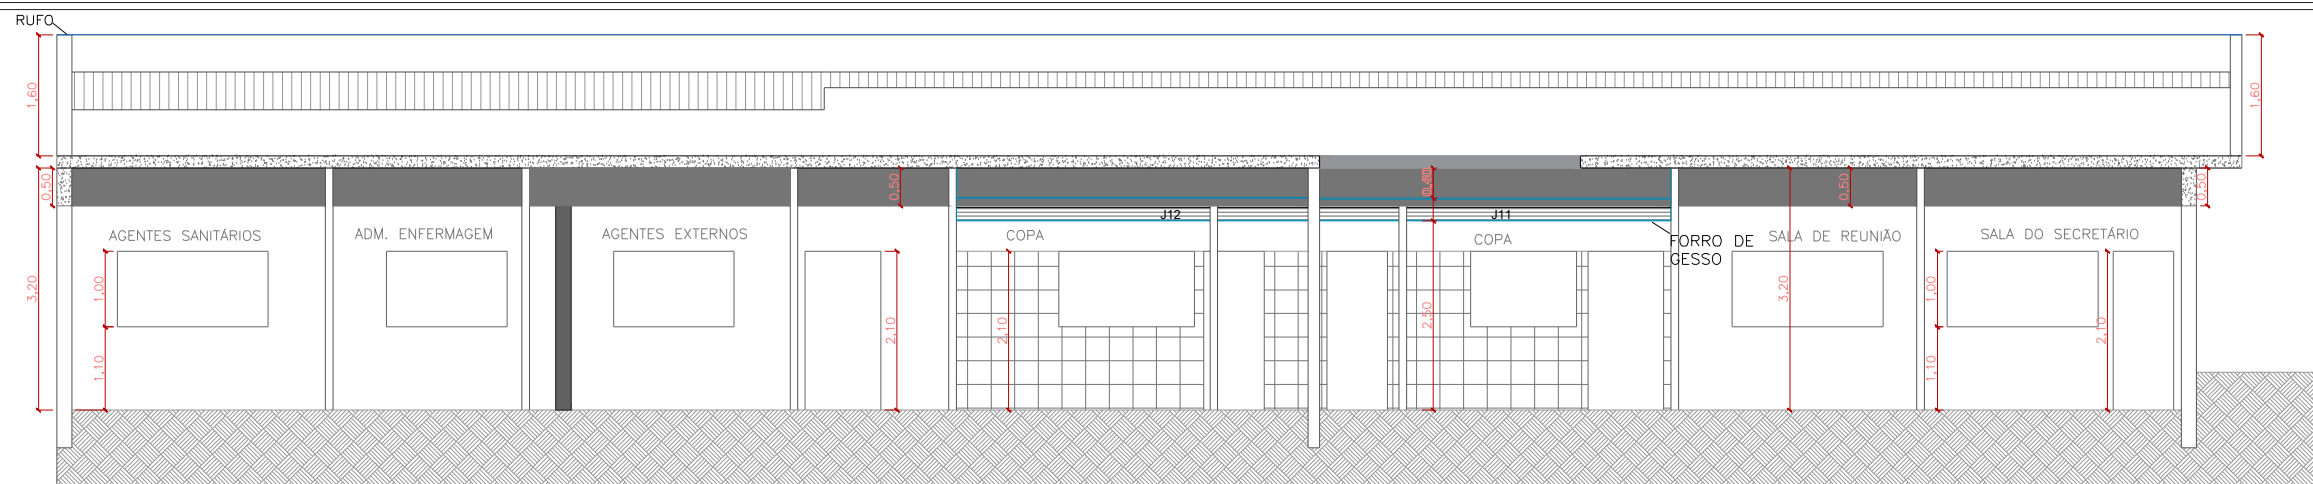 RUFO
1,60
1,60
0,50
0,50
0,50
0,50
J12
J11
AGENTES SANITÁRIOS
ADM. ENFERMAGEM
AGENTES EXTERNOS
COPA
COPA
FORRO DE
GESSO
SALA DE REUNIÃO
SALA DO SECRETÁRIO
3,20
1,00
1,10
2,10
2,10
2,50
3,20
1,00
1,10
2,10